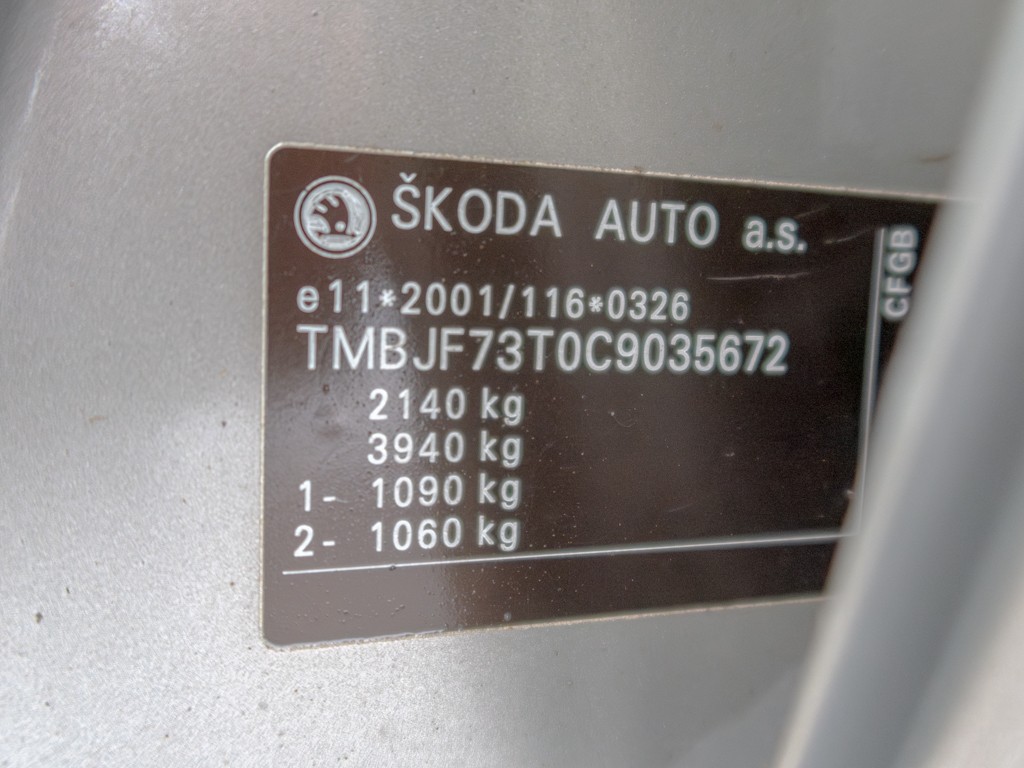 ŠKODA AUTO a.s.
e11*2001/116*0326
TMBJF73T0C9035672
2140 kg
3940 kg
1- 1090 kg
2- 1060 kg
CFGB